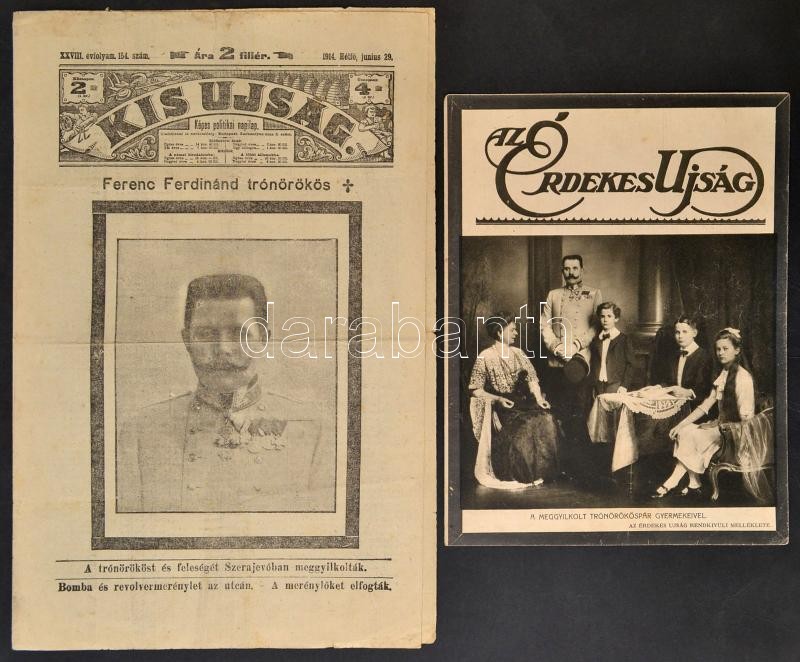 XXVIII. évfolyam. 154. szám.
Ára 2 fillér.
1914. Hétfő, junius 29.
2
4
KIS UJSÁG.
Képes politikai napilap.
Ferenc Ferdinánd trónörökös ✢
A trónörököst és feleségét Szerajevóban meggyilkolták.
Bomba és revolvermerénylet az utcán. - A merénylőket elfogták.
AZ
ÉRDEKES UJSÁG
A MEGGYILKOLT TRÓNÖRÖKÖSPÁR GYERMEKEIVEL.
AZ ÉRDEKES UJSÁG RENDKIVÜLI MELLÉKLETE.
darabanth